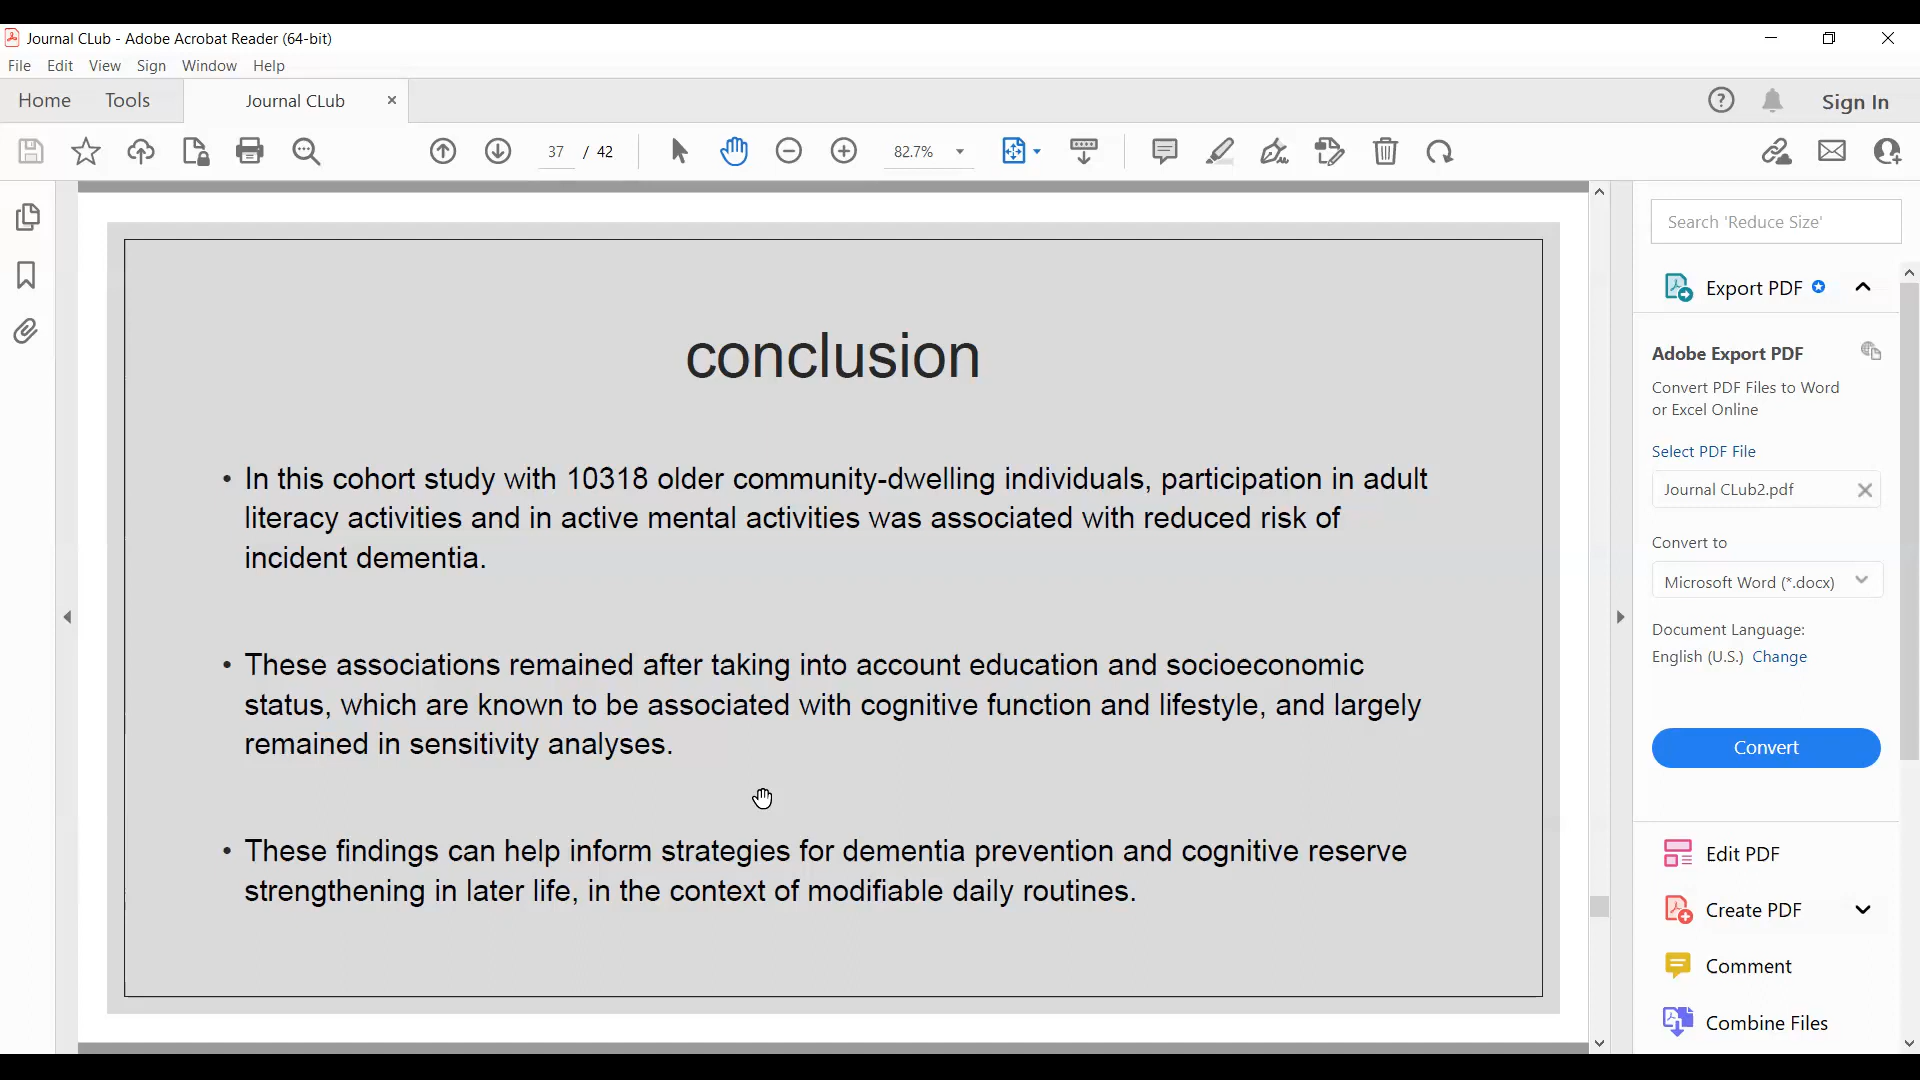 Journal CLub - Adobe Acrobat Reader (64-bit)
File Edit View Sign Window Help
Home Tools Journal CLub Sign In
37 / 42 82.7%
Search 'Reduce Size'
Export PDF
Adobe Export PDF
Convert PDF Files to Word
or Excel Online
Select PDF File
Journal CLub2.pdf
Convert to
Microsoft Word (*.docx)
Document Language:
English (U.S.) Change
Convert
Edit PDF
Create PDF
Comment
Combine Files
conclusion
• In this cohort study with 10318 older community-dwelling individuals, participation in adult
literacy activities and in active mental activities was associated with reduced risk of
incident dementia.
• These associations remained after taking into account education and socioeconomic
status, which are known to be associated with cognitive function and lifestyle, and largely
remained in sensitivity analyses.
• These findings can help inform strategies for dementia prevention and cognitive reserve
strengthening in later life, in the context of modifiable daily routines.